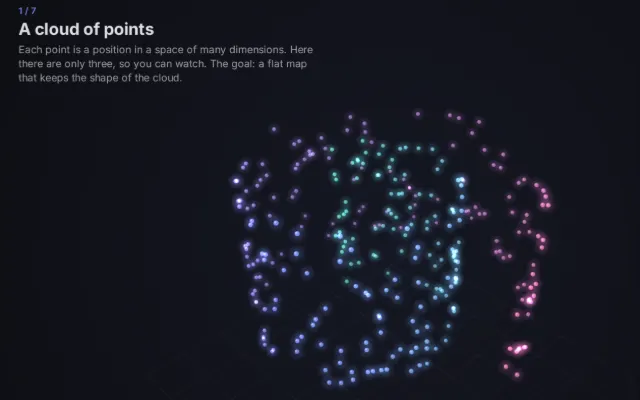 1 / 7
A cloud of points
Each point is a position in a space of many dimensions. Here
there are only three, so you can watch. The goal: a flat map
that keeps the shape of the cloud.